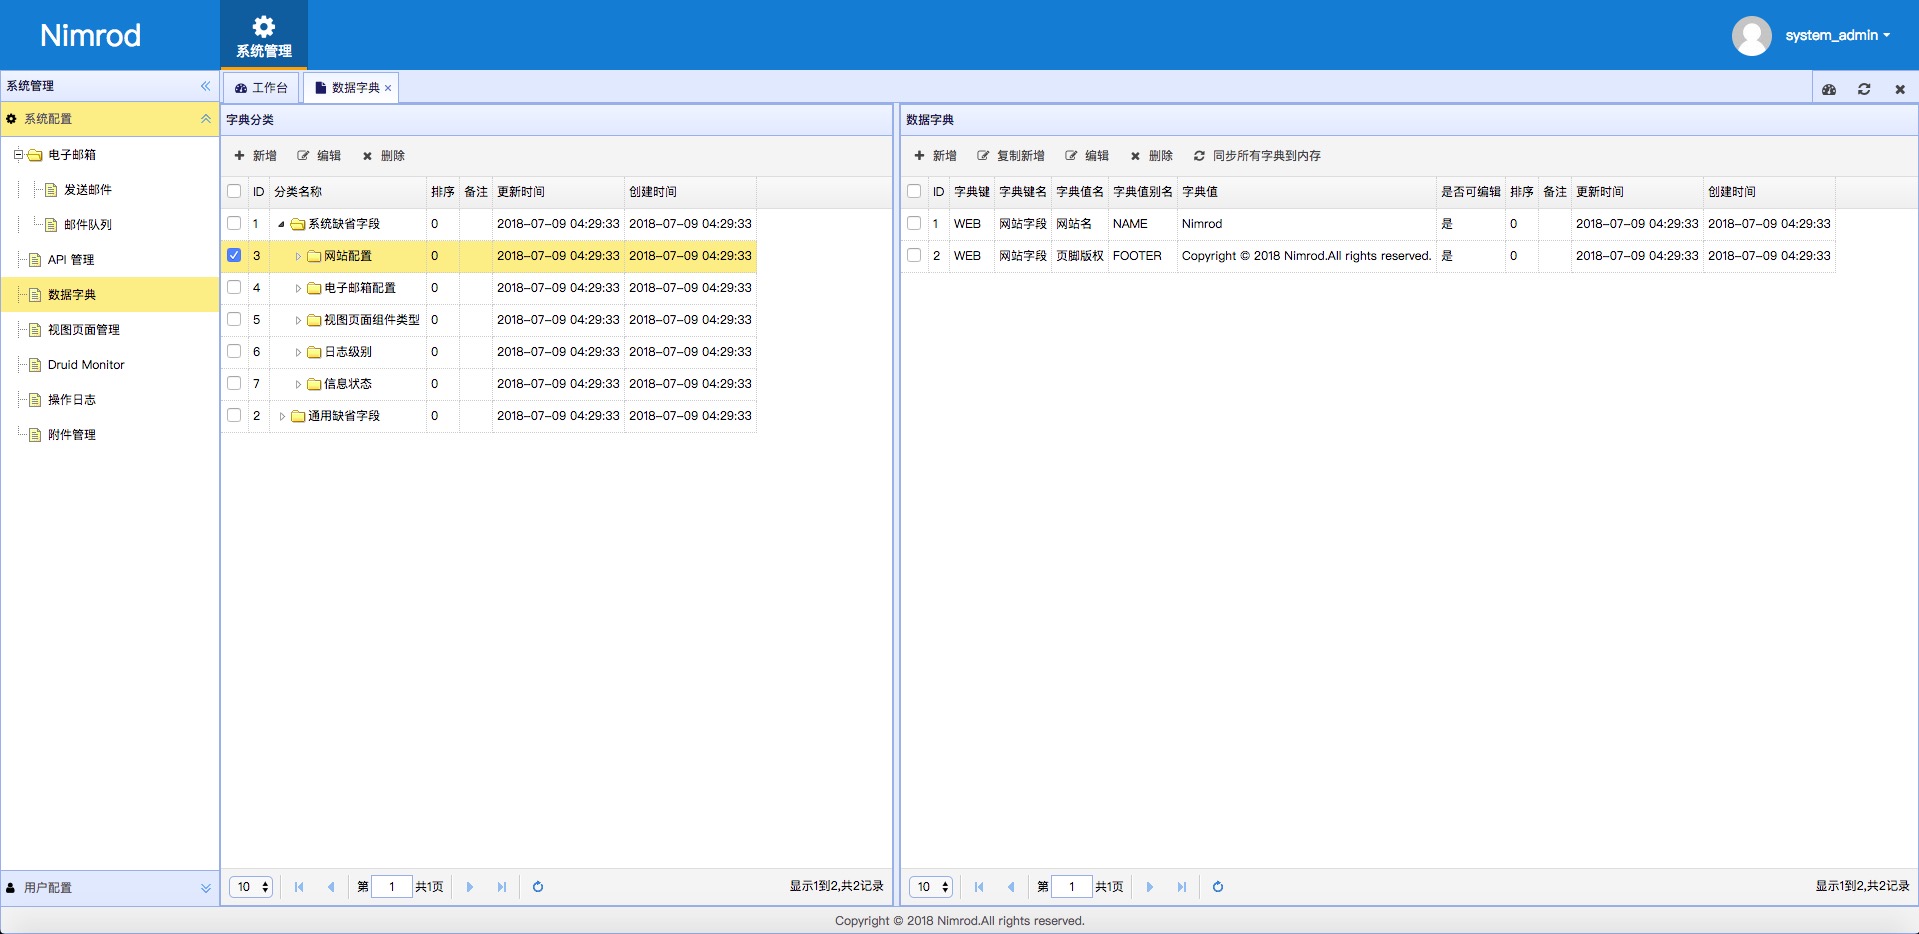 Nimrod
系统管理
system_admin
系统管理
工作台
数据字典
系统配置
电子邮箱
发送邮件
邮件队列
API 管理
数据字典
视图页面管理
Druid Monitor
操作日志
附件管理
用户配置
字典分类
新增 编辑 删除
ID 分类名称 排序 备注 更新时间 创建时间
1 系统缺省字段 0 2018-07-09 04:29:33 2018-07-09 04:29:33
3 网站配置 0 2018-07-09 04:29:33 2018-07-09 04:29:33
4 电子邮箱配置 0 2018-07-09 04:29:33 2018-07-09 04:29:33
5 视图页面组件类型 0 2018-07-09 04:29:33 2018-07-09 04:29:33
6 日志级别 0 2018-07-09 04:29:33 2018-07-09 04:29:33
7 信息状态 0 2018-07-09 04:29:33 2018-07-09 04:29:33
2 通用缺省字段 0 2018-07-09 04:29:33 2018-07-09 04:29:33
10 第 1 共1页 显示1到2,共2记录
数据字典
新增 复制新增 编辑 删除 同步所有字典到内存
ID 字典键 字典键名 字典值名 字典值别名 字典值 是否可编辑 排序 备注 更新时间 创建时间
1 WEB 网站字段 网站名 NAME Nimrod 是 0 2018-07-09 04:29:33 2018-07-09 04:29:33
2 WEB 网站字段 页脚版权 FOOTER Copyright © 2018 Nimrod.All rights reserved. 是 0 2018-07-09 04:29:33 2018-07-09 04:29:33
10 第 1 共1页 显示1到2,共2记录
Copyright © 2018 Nimrod.All rights reserved.